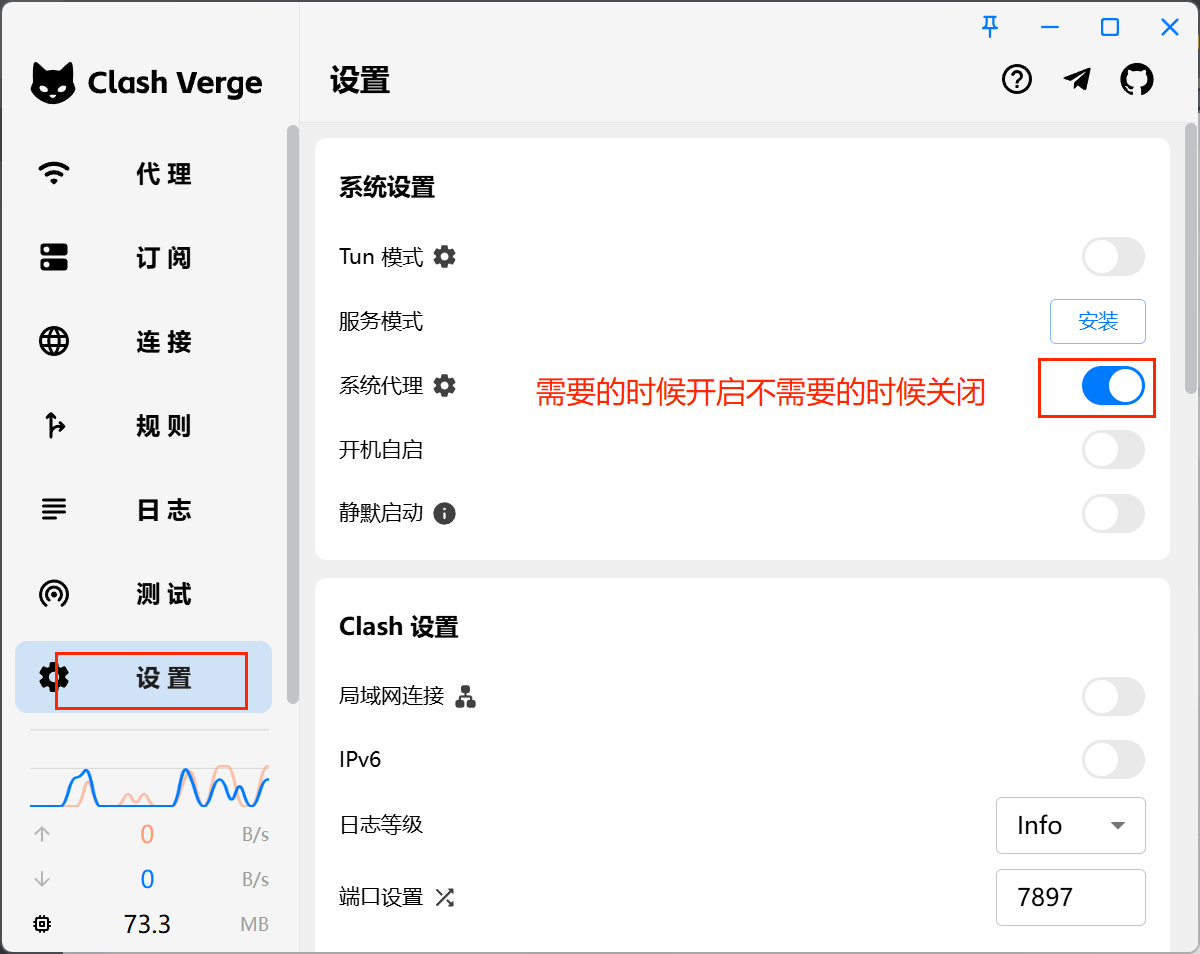 Clash Verge
设置
代 理
订 阅
连 接
规 则
日 志
测 试
设 置
0 B/s
0 B/s
73.3 MB
系统设置
Tun 模式
服务模式
安装
系统代理
需要的时候开启不需要的时候关闭
开机自启
静默启动
Clash 设置
局域网连接
IPv6
日志等级
Info
端口设置
7897